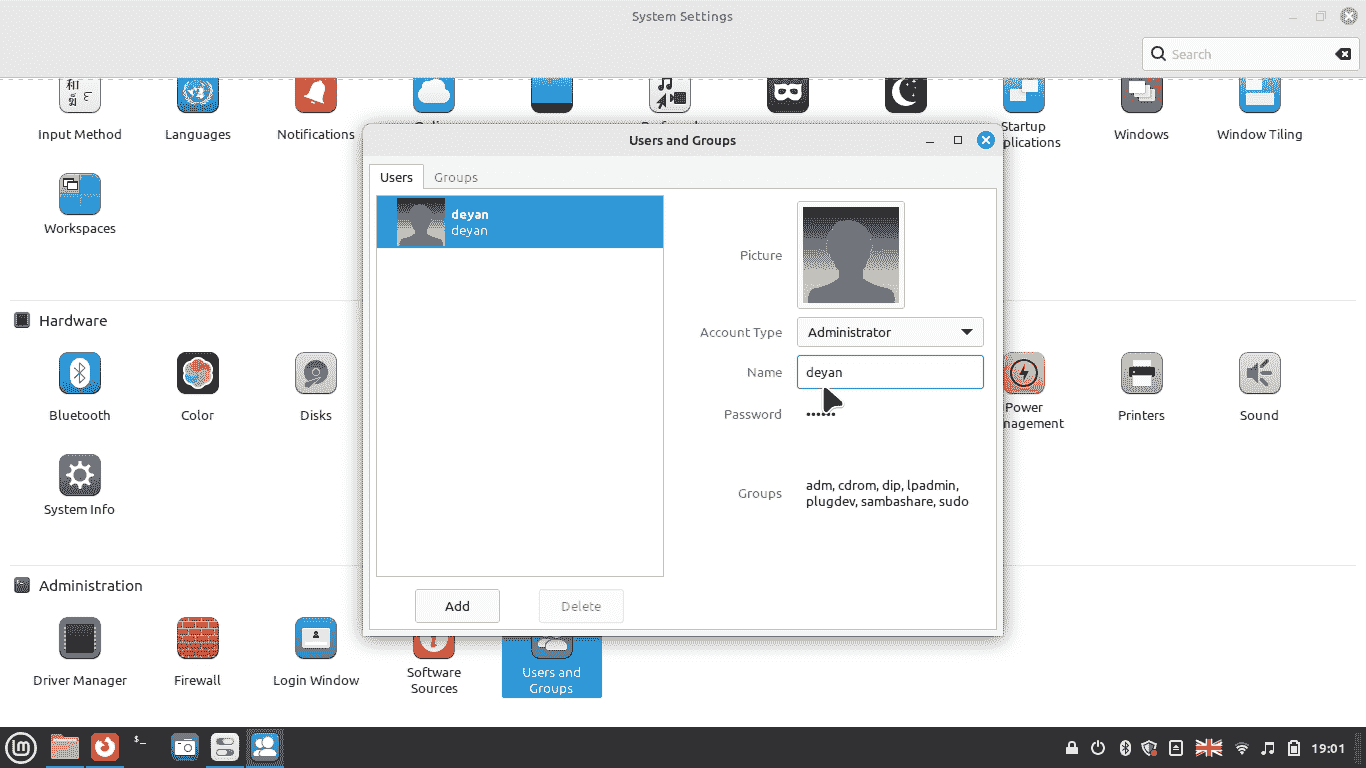 System Settings
Search
Input Method
Languages
Notifications
Startup
Windows
Window Tiling
Workspaces
Users and Groups
Users
Groups
deyan
deyan
Picture
Account Type
Administrator
Name
deyan
Password
Groups
adm, cdrom, dip, lpadmin,
plugdev, sambashare, sudo
Add
Delete
Hardware
Bluetooth
Color
Disks
Power
Printers
Sound
System Info
Administration
Driver Manager
Firewall
Login Window
Software
Sources
Users and
Groups
19:01